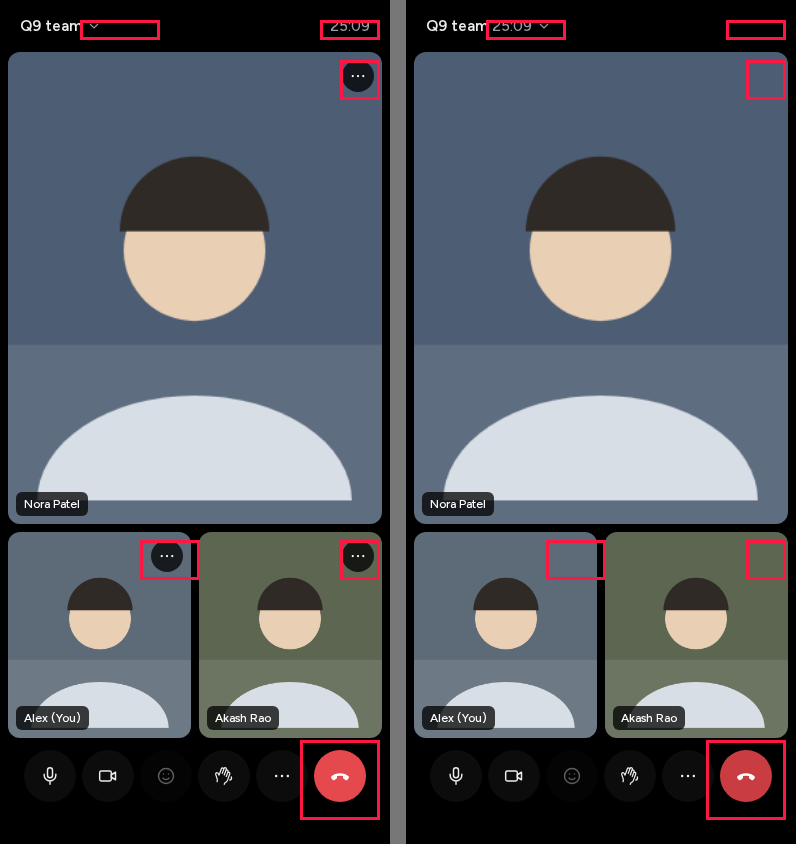 Q9 team
25:09
Q9 team 25:09
Nora Patel
Nora Patel
Alex (You)
Akash Rao
Alex (You)
Akash Rao